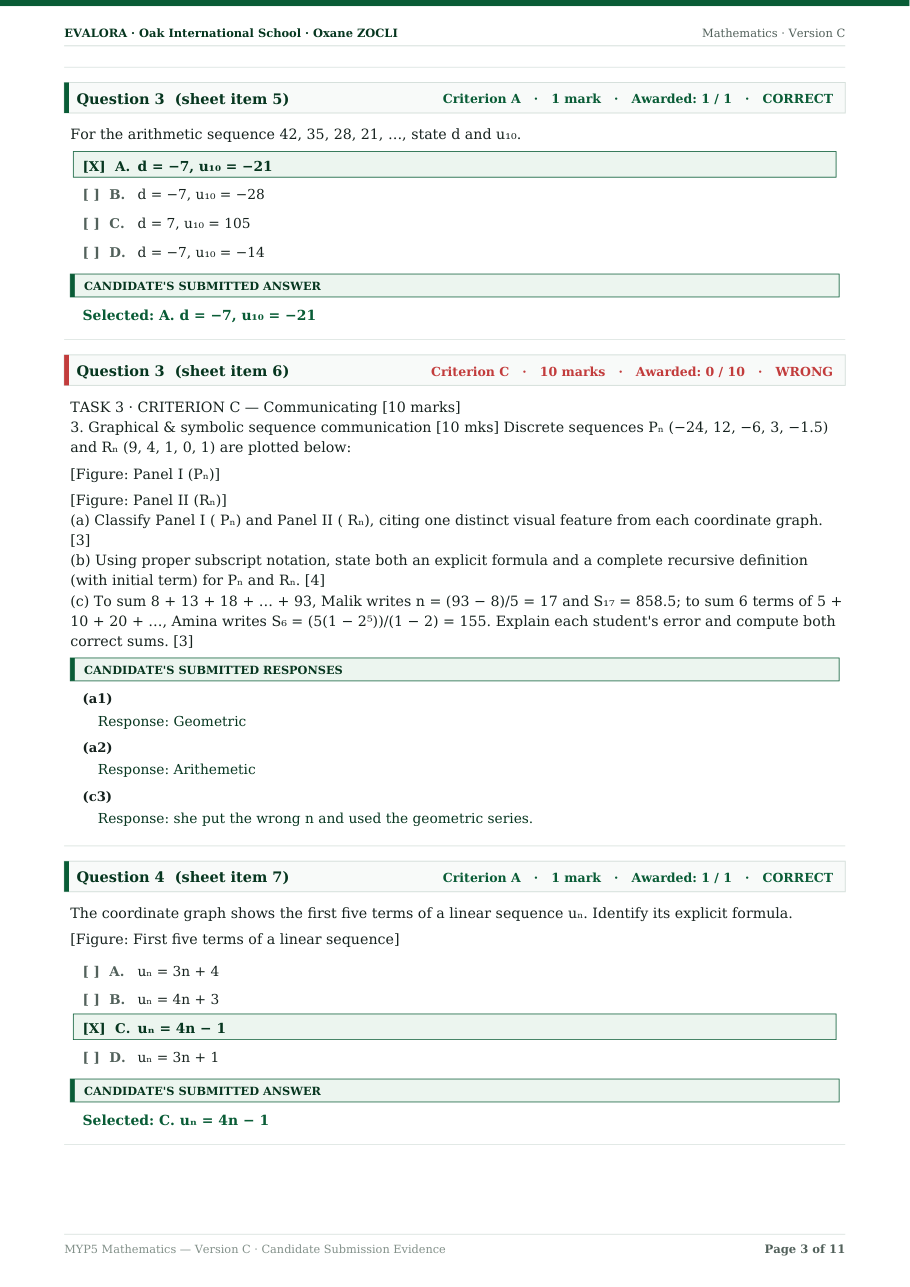 EVALORA · Oak International School · Oxane ZOCLI
Mathematics · Version C
Question 3 (sheet item 5)
Criterion A · 1 mark · Awarded: 1 / 1 · CORRECT
For the arithmetic sequence 42, 35, 28, 21, …, state d and u₁₀.
[X] A. d = −7, u₁₀ = −21
[ ] B. d = −7, u₁₀ = −28
[ ] C. d = 7, u₁₀ = 105
[ ] D. d = −7, u₁₀ = −14
CANDIDATE'S SUBMITTED ANSWER
Selected: A. d = −7, u₁₀ = −21
Question 3 (sheet item 6)
Criterion C · 10 marks · Awarded: 0 / 10 · WRONG
TASK 3 · CRITERION C — Communicating [10 marks]
3. Graphical & symbolic sequence communication [10 mks] Discrete sequences Pₙ (−24, 12, −6, 3, −1.5)
and Rₙ (9, 4, 1, 0, 1) are plotted below:
[Figure: Panel I (Pₙ)]
[Figure: Panel II (Rₙ)]
(a) Classify Panel I ( Pₙ) and Panel II ( Rₙ), citing one distinct visual feature from each coordinate graph.
[3]
(b) Using proper subscript notation, state both an explicit formula and a complete recursive definition
(with initial term) for Pₙ and Rₙ. [4]
(c) To sum 8 + 13 + 18 + … + 93, Malik writes n = (93 − 8)/5 = 17 and S₁₇ = 858.5; to sum 6 terms of 5 +
10 + 20 + …, Amina writes S₆ = (5(1 − 2⁵))/(1 − 2) = 155. Explain each student's error and compute both
correct sums. [3]
CANDIDATE'S SUBMITTED RESPONSES
(a1)
Response: Geometric
(a2)
Response: Arithemetic
(c3)
Response: she put the wrong n and used the geometric series.
Question 4 (sheet item 7)
Criterion A · 1 mark · Awarded: 1 / 1 · CORRECT
The coordinate graph shows the first five terms of a linear sequence uₙ. Identify its explicit formula.
[Figure: First five terms of a linear sequence]
[ ] A. uₙ = 3n + 4
[ ] B. uₙ = 4n + 3
[X] C. uₙ = 4n − 1
[ ] D. uₙ = 3n + 1
CANDIDATE'S SUBMITTED ANSWER
Selected: C. uₙ = 4n − 1
MYP5 Mathematics — Version C · Candidate Submission Evidence
Page 3 of 11